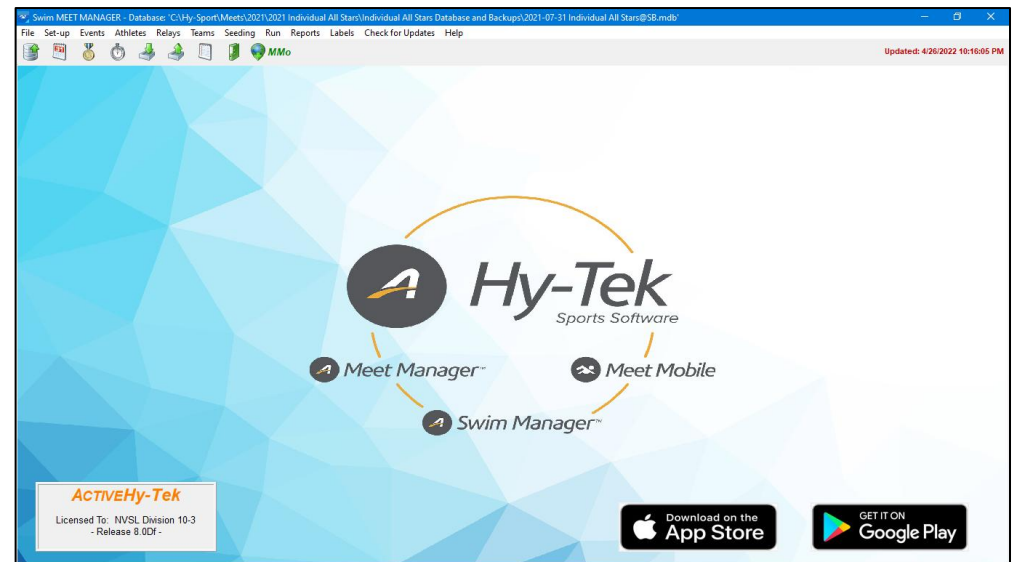 Swim MEET MANAGER - Database: 'C:\Hy-Sport\Meets\2021\2021 Individual All Stars\Individual All Stars Database and Backups\2021-07-31 Individual All Stars@SB.mdb'
File Set-up Events Athletes Relays Teams Seeding Run Reports Labels Check for Updates Help
MMo
Updated: 4/26/2022 10:16:05 PM
Hy-Tek
Sports Software
Meet Manager™
Meet Mobile
Swim Manager™
ACTIVEHy-Tek
Licensed To: NVSL Division 10-3
- Release 8.0Df -
Download on the
App Store
GET IT ON
Google Play